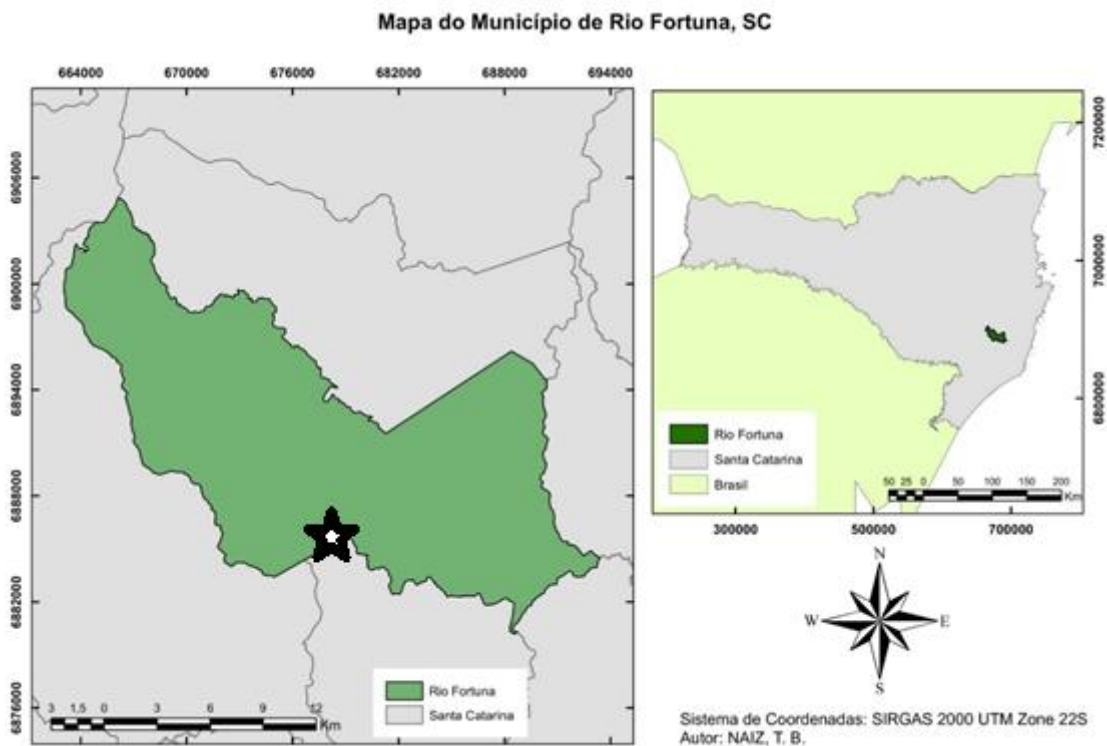 Mapa do Município de Rio Fortuna, SC
664000 670000 676000 682000 688000 694000
6906000
6900000
6894000
6888000
6882000
6876000
Rio Fortuna
Santa Catarina
3 1,5 0 3 6 9 12
Km
7200000
7000000
6800000
Rio Fortuna
Santa Catarina
Brasil
50 25 0 50 100 150 200
Km
300000 500000 700000
N
W E
S
Sistema de Coordenadas: SIRGAS 2000 UTM Zone 22S
Autor: NAIZ, T. B.